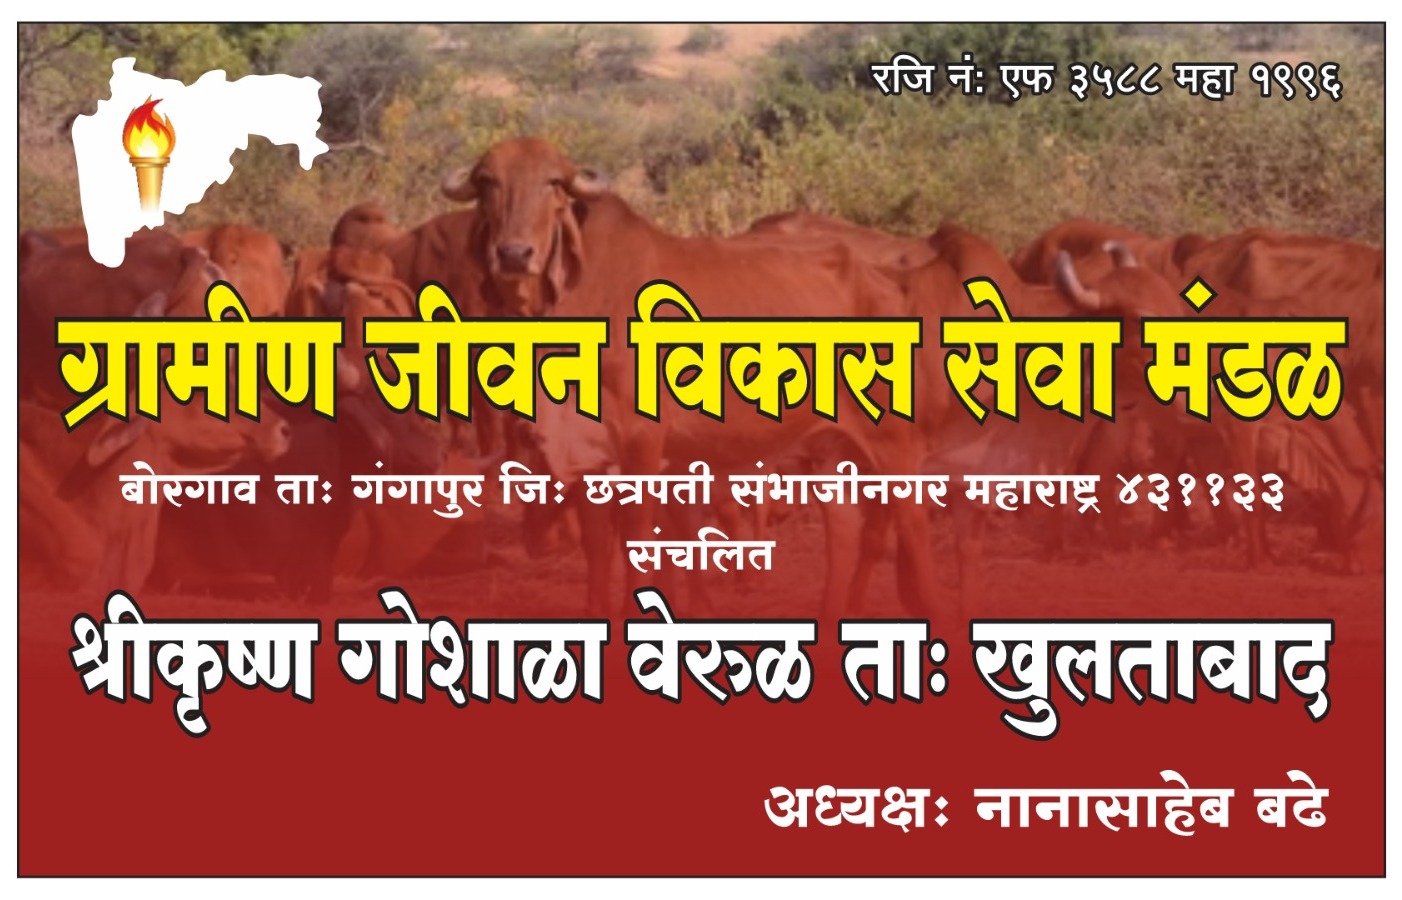 रजि नं: एफ ३५८८ महा १९९६
ग्रामीण जीवन विकास सेवा मंडळ
बोरगाव ताः गंगापुर जिः छत्रपती संभाजीनगर महाराष्ट्र ४३११३३
संचलित
श्रीकृष्ण गोशाळा वेरुळ ताः खुलताबाद
अध्यक्षः नानासाहेब बढे